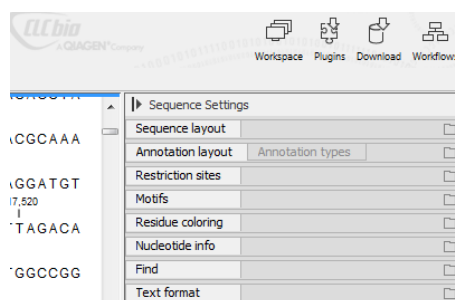 CLC bio
A QIAGEN® Company
Workspace Plugins Download Workflows
Sequence Settings
Sequence layout
ACGCAAA
Annotation layout Annotation types
Restriction sites
AGGATGT
Motifs
17,520
Residue coloring
TTAGACA
Nucleotide info
Find
GGCCGG
Text format